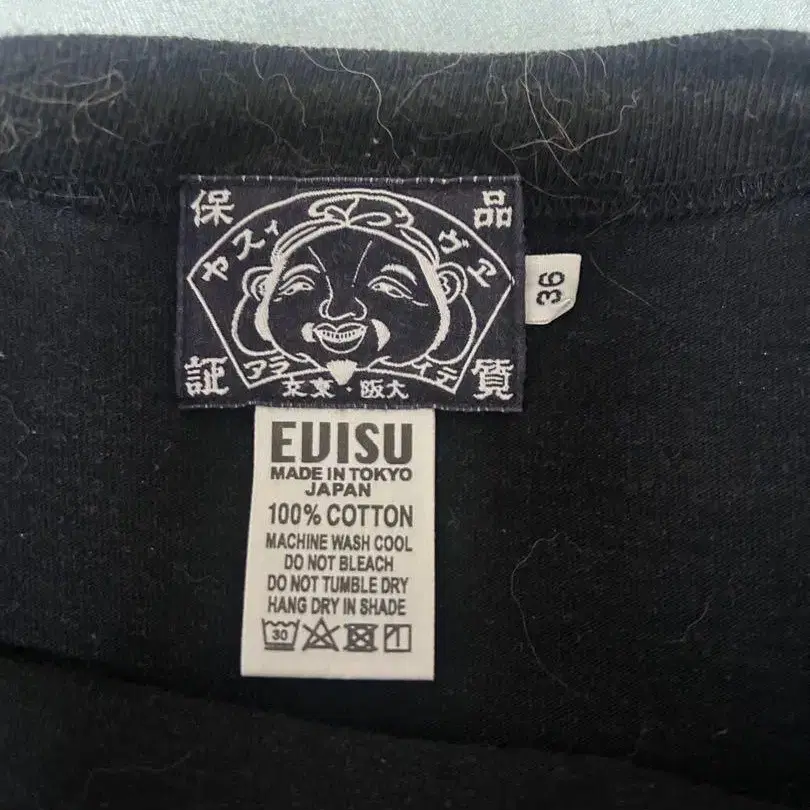 品質
保証
ヱヴィスヤ
テイラア
大阪・東京
36
EVISU
MADE IN TOKYO
JAPAN
100% COTTON
MACHINE WASH COOL
DO NOT BLEACH
DO NOT TUMBLE DRY
HANG DRY IN SHADE
30